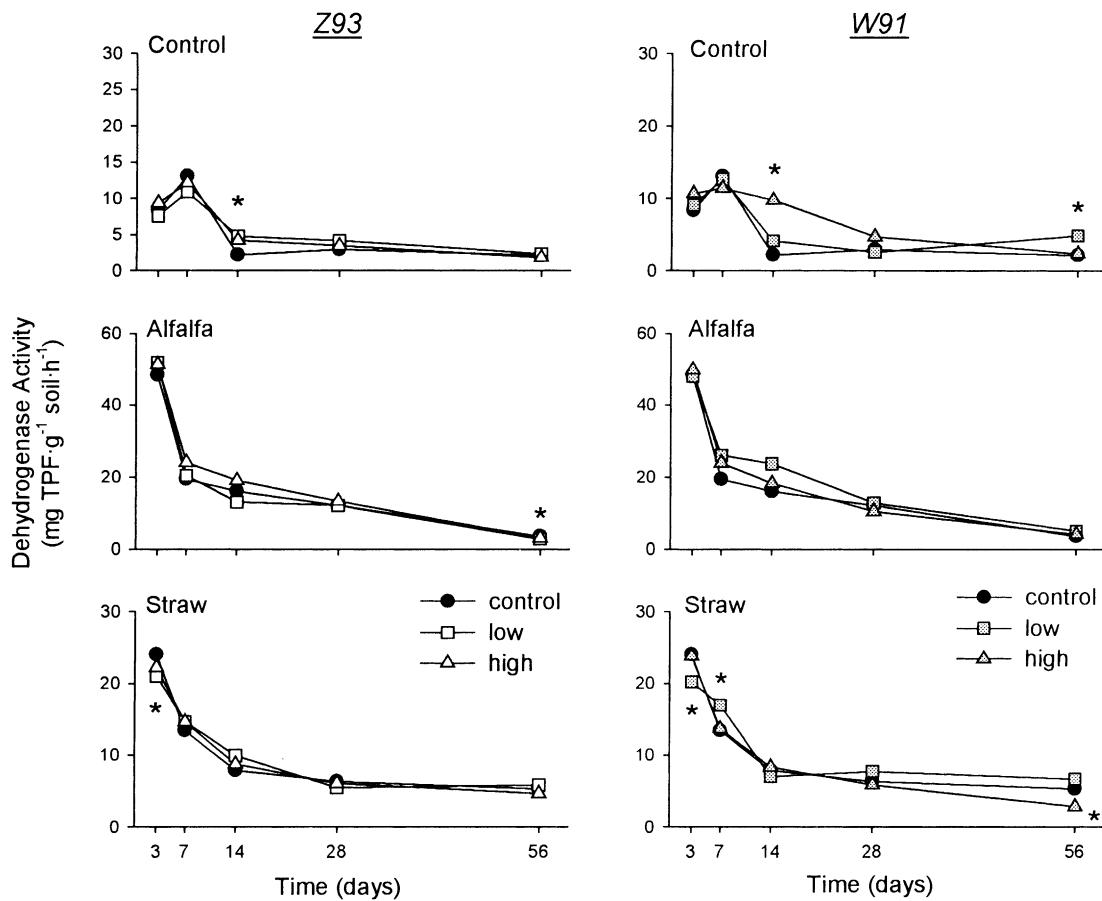 Z93
W91
Control
30
25
20
15
10
5
0
*
Control
30
25
20
15
10
5
0
*
*
Dehydrogenase Activity
(mg TPF·g⁻¹ soil·h⁻¹)
Alfalfa
60
40
20
0
*
Alfalfa
60
40
20
0
Straw
30
20
10
0
control
low
high
*
3 7 14 28 56
Time (days)
Straw
30
20
10
0
control
low
high
*
*
*
3 7 14 28 56
Time (days)